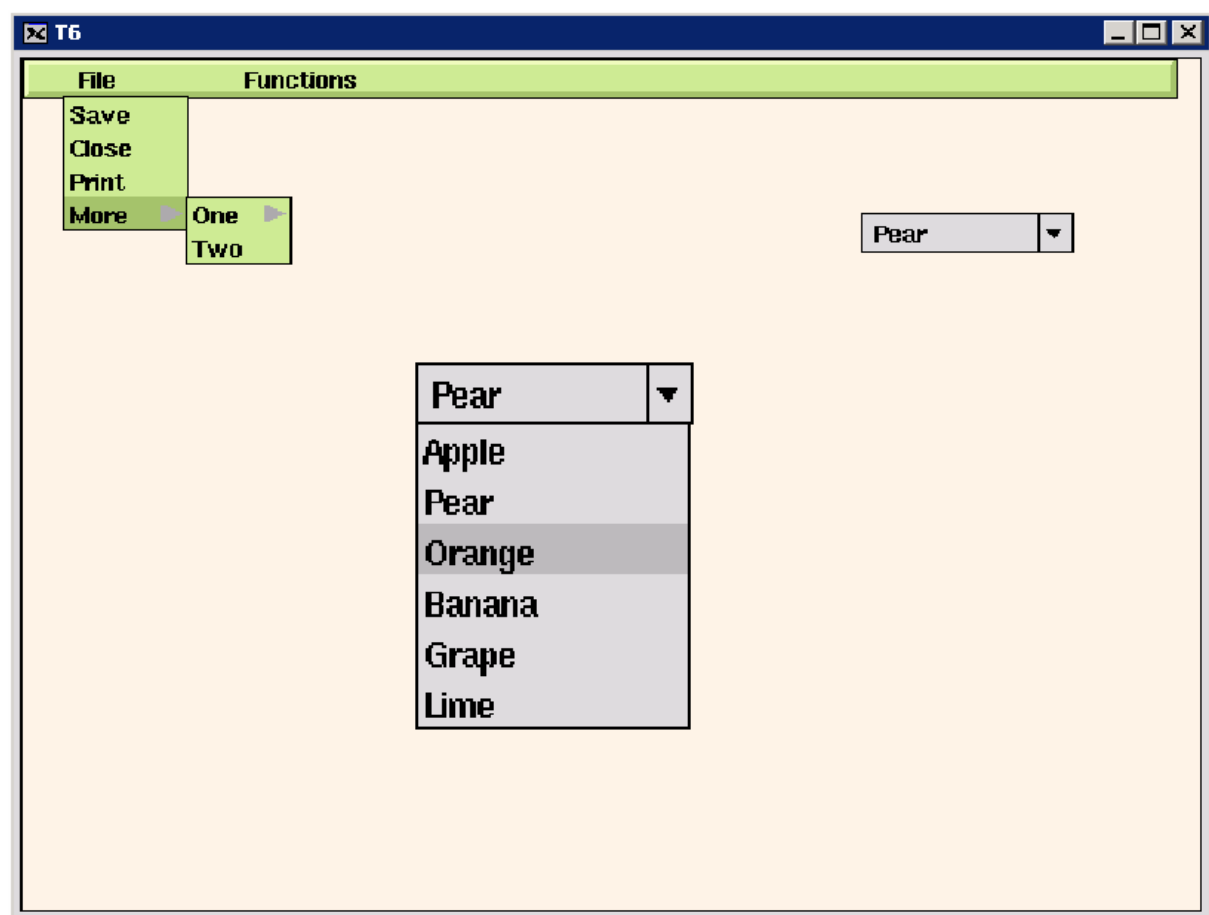 T6
File Functions
Save
Close
Print
More One
Two
Pear
Pear
Apple
Pear
Orange
Banana
Grape
Lime